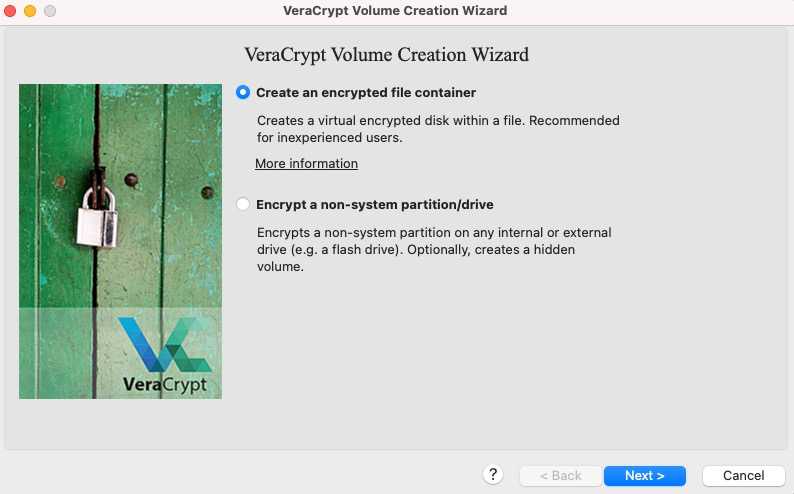 VeraCrypt Volume Creation Wizard
VeraCrypt Volume Creation Wizard
Create an encrypted file container
Creates a virtual encrypted disk within a file. Recommended
for inexperienced users.
More information
Encrypt a non-system partition/drive
Encrypts a non-system partition on any internal or external
drive (e.g. a flash drive). Optionally, creates a hidden
volume.
VeraCrypt
? < Back Next > Cancel